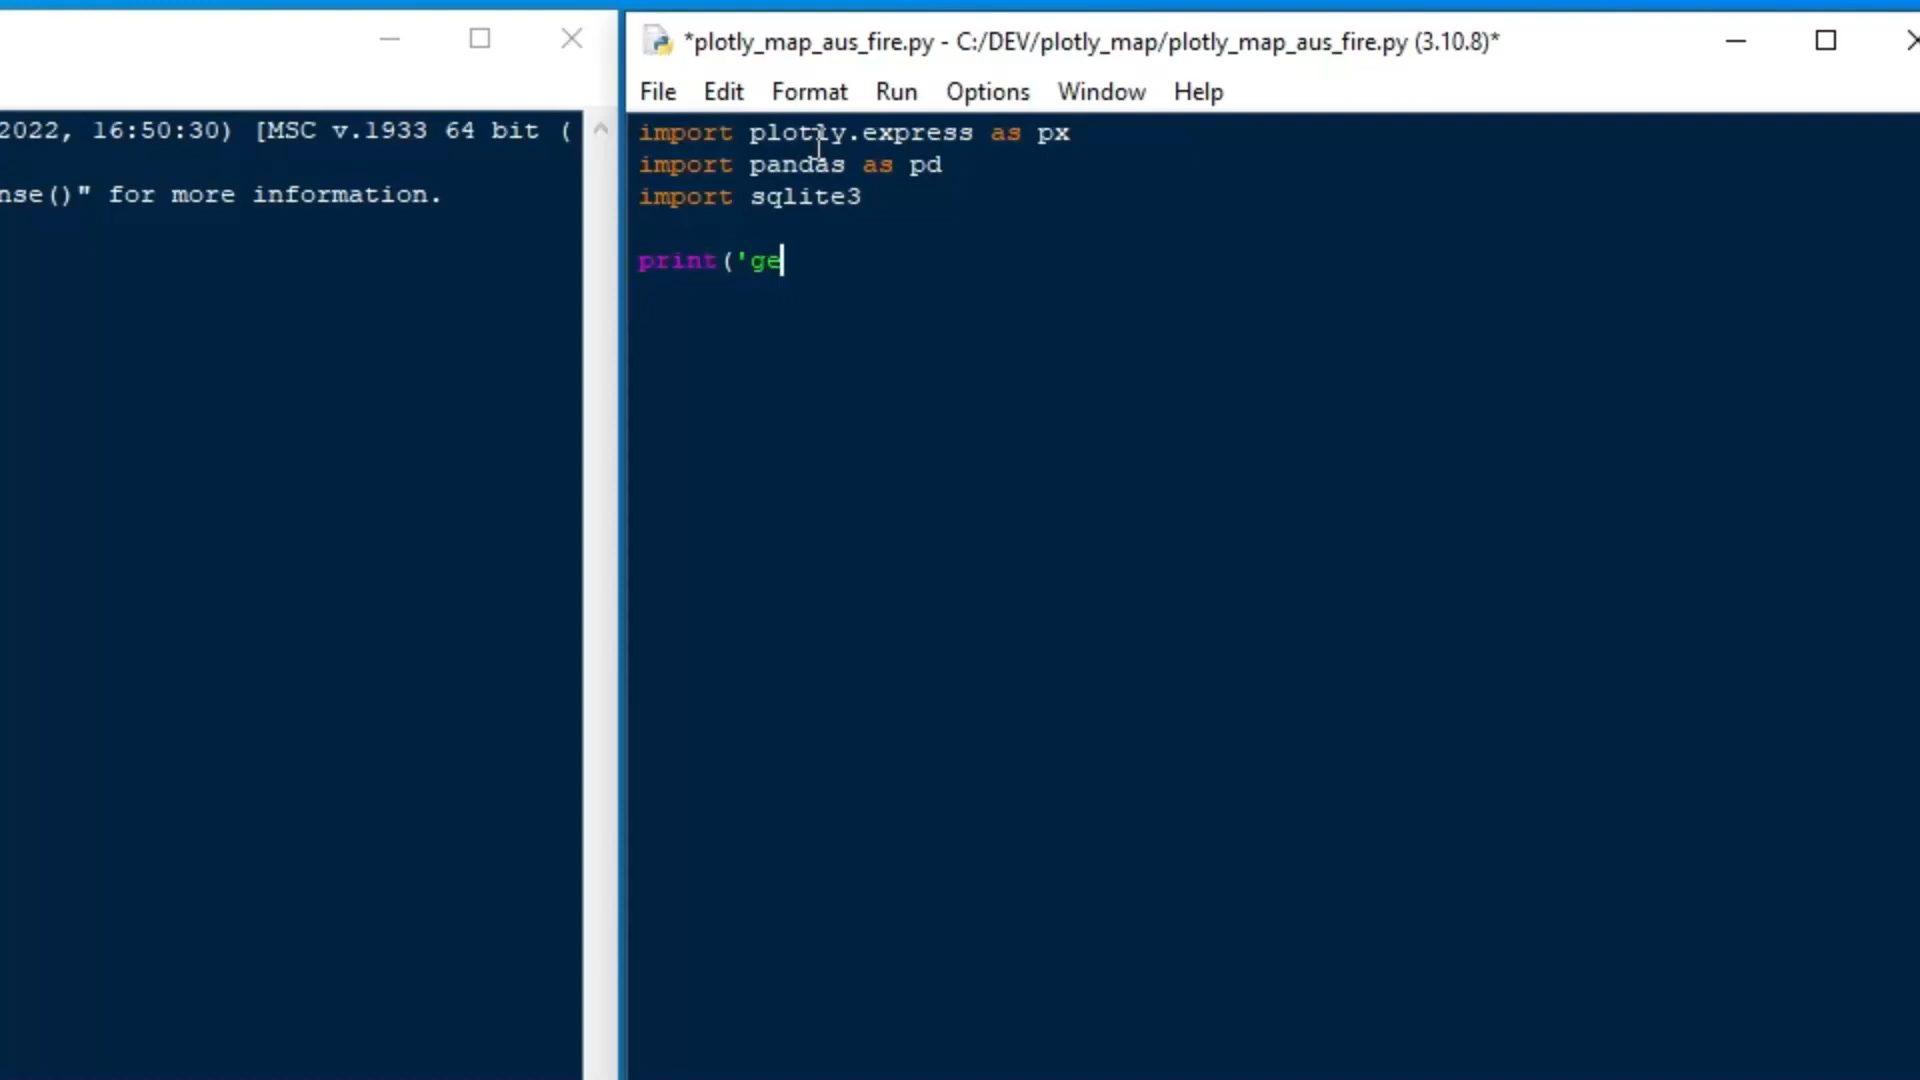 2022, 16:50:30) [MSC v.1933 64 bit (
nse()" for more information.
*plotly_map_aus_fire.py - C:/DEV/plotly_map/plotly_map_aus_fire.py (3.10.8)*
File Edit Format Run Options Window Help
import plotly.express as px
import pandas as pd
import sqlite3
print('ge